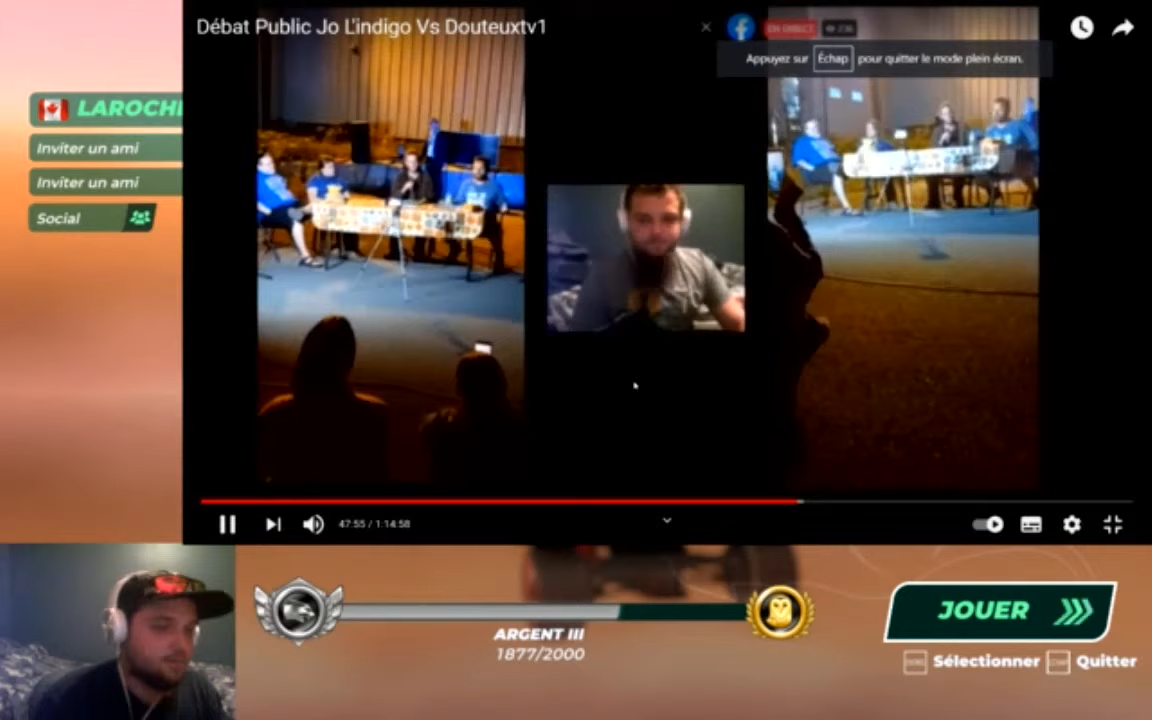 Débat Public Jo L'indigo Vs Douteuxtv1
EN DIRECT
236
Appuyez sur Échap pour quitter le mode plein écran.
LAROCHE
Inviter un ami
Inviter un ami
Social
47:55 / 1:14:58
ARGENT III
1877/2000
JOUER
Sélectionner
Quitter